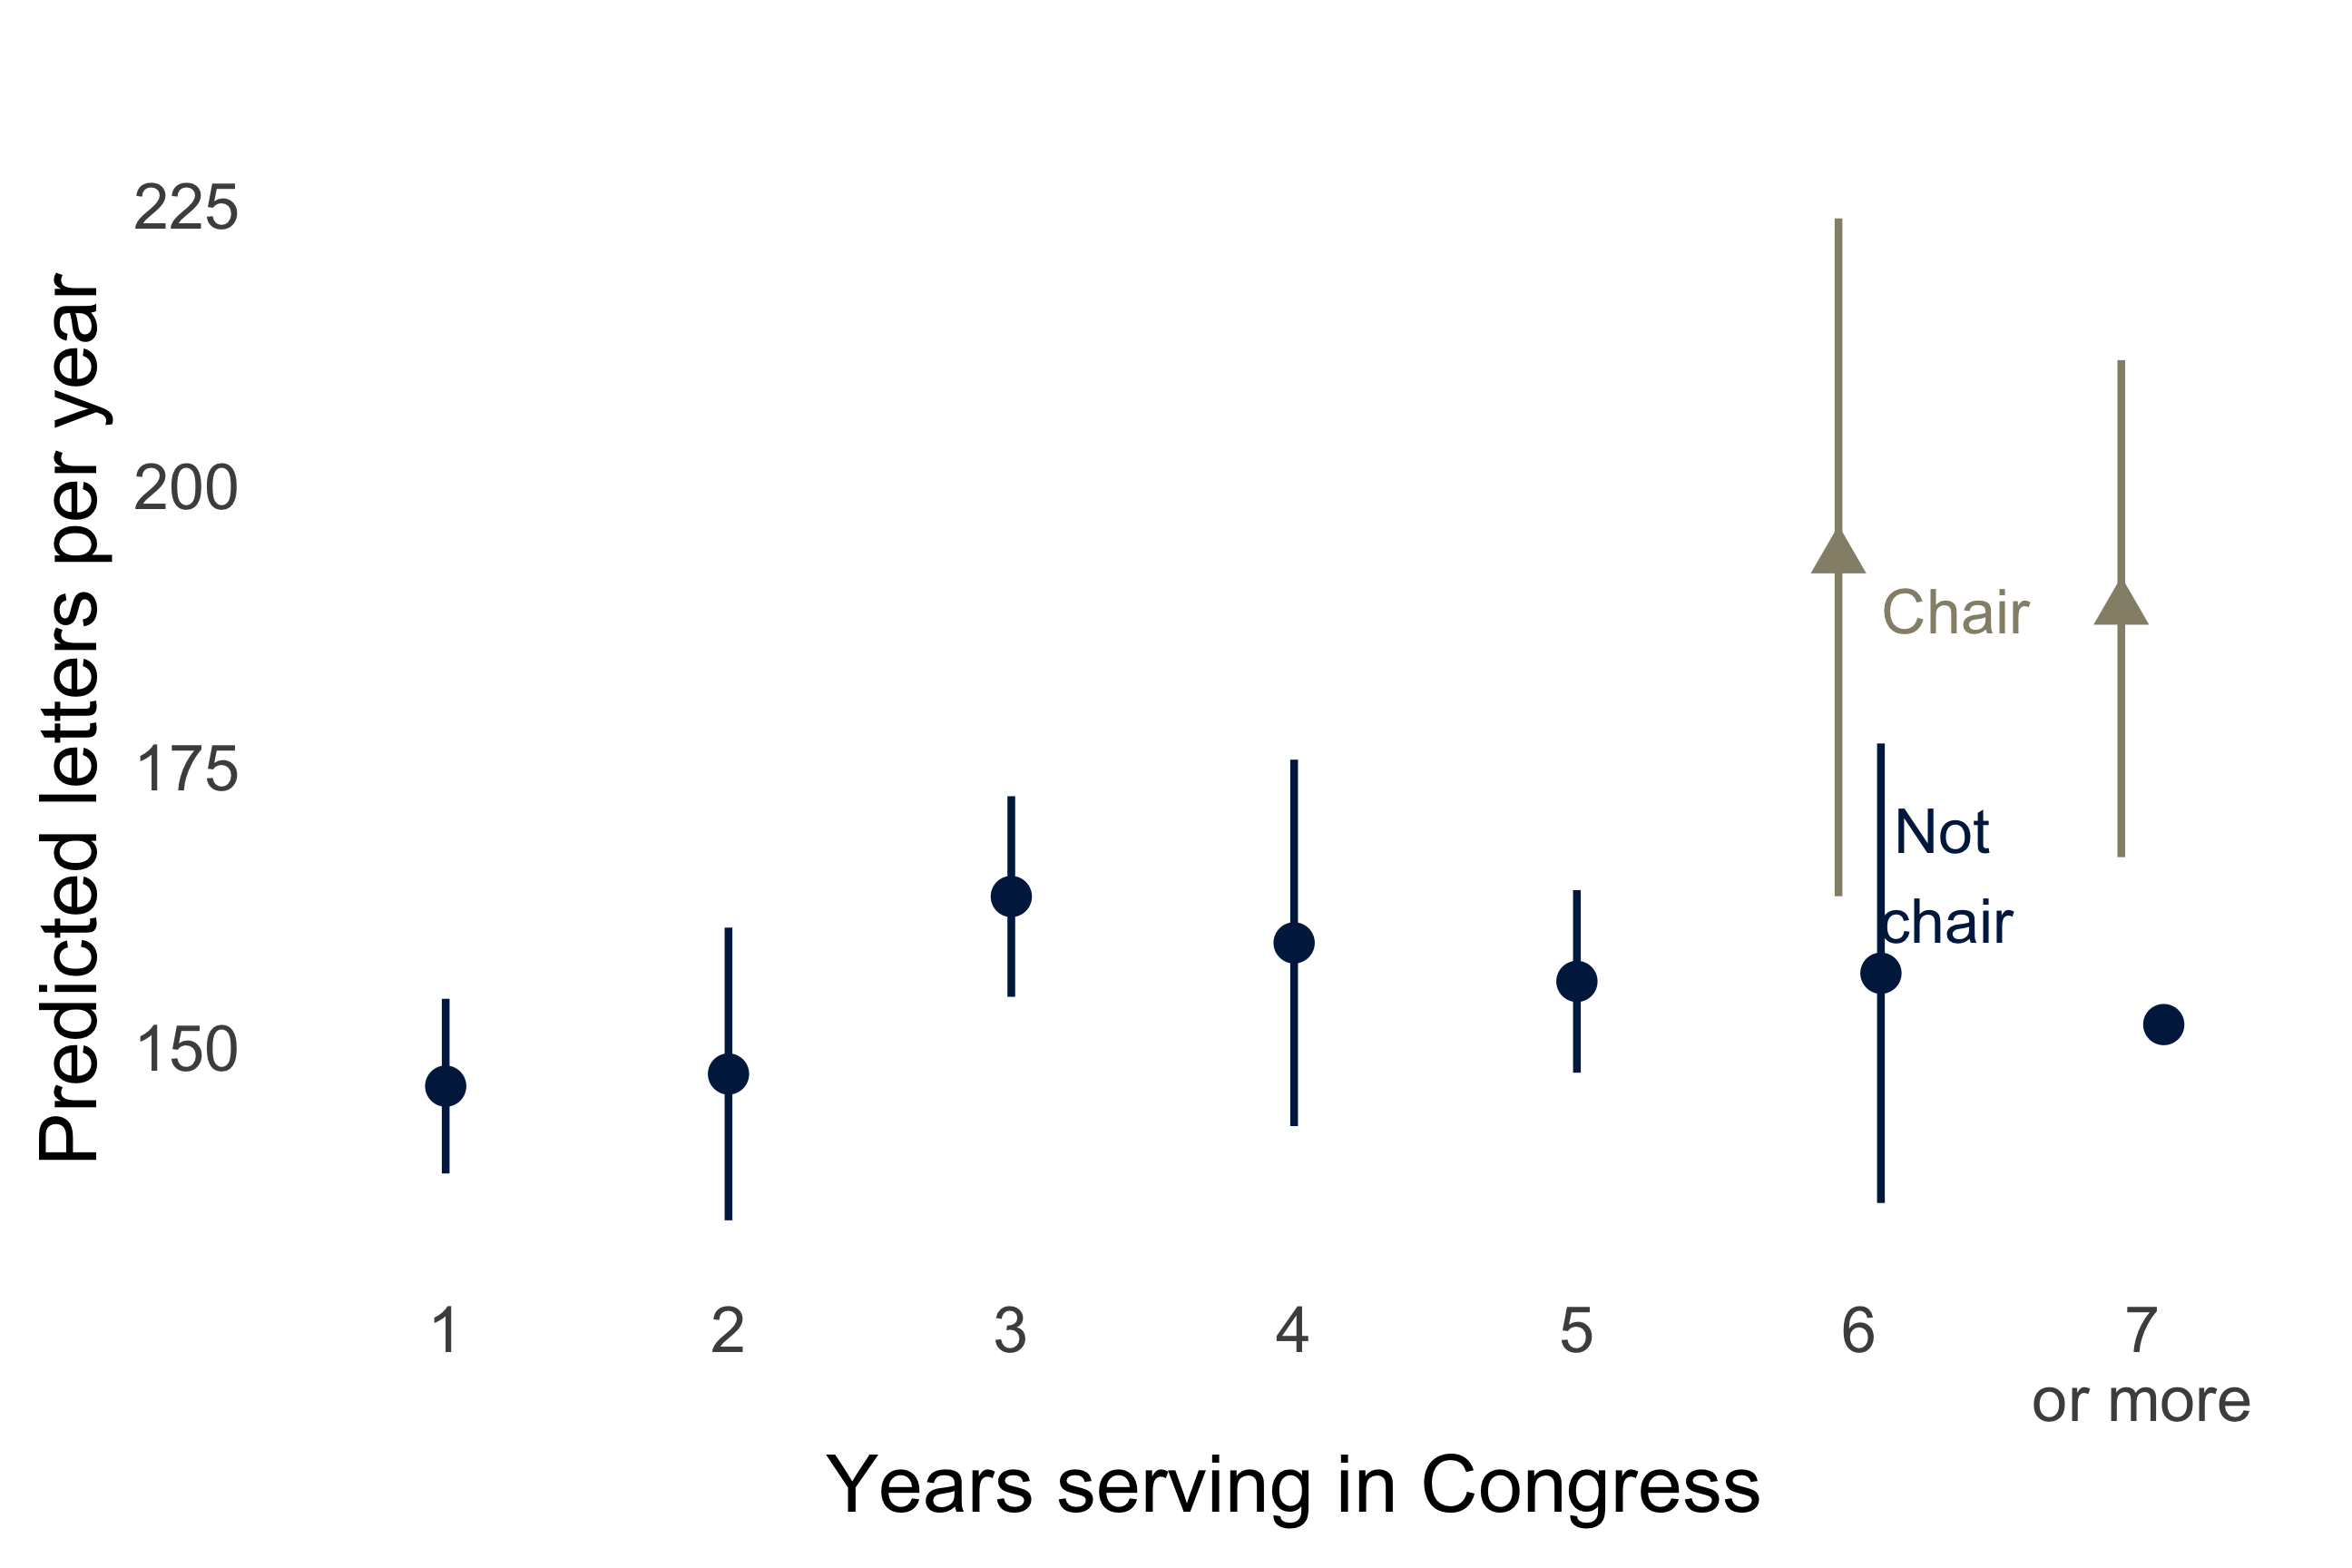 Predicted letters per year
225
200
175
150
Chair
Not
chair
1 2 3 4 5 6 7
or more
Years serving in Congress